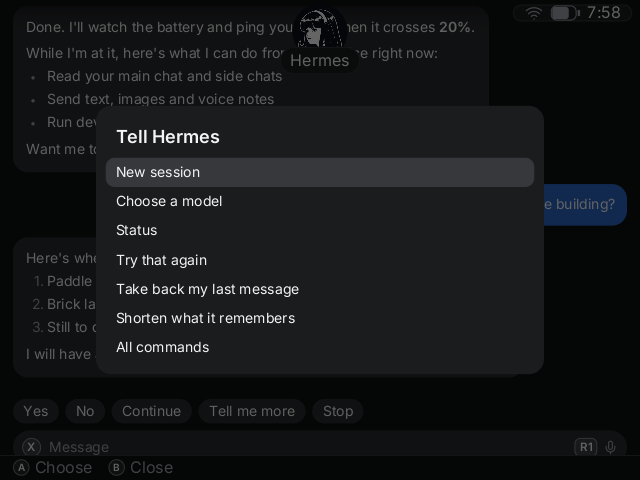 7:58
Done. I'll watch the battery and ping you
en it crosses 20%.
Hermes
While I'm at it, here's what I can do fro
e right now:
• Read your main chat and side chats
• Send text, images and voice notes
• Run dev
Want me to
Tell Hermes
New session
Choose a model
Status
Try that again
Take back my last message
Shorten what it remembers
All commands
e building?
Here's whe
1. Paddle
2. Brick la
3. Still to
I will have
Yes No Continue Tell me more Stop
X Message R1
A Choose B Close